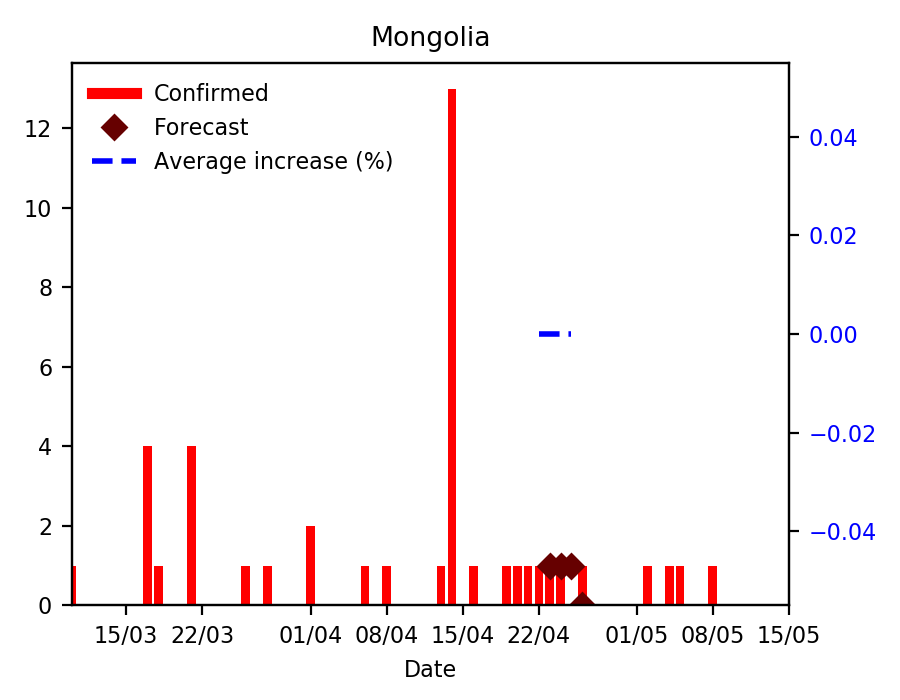 Mongolia
Confirmed
Forecast
Average increase (%)
12
10
8
6
4
2
0
0.04
0.02
0.00
−0.02
−0.04
15/03 22/03 01/04 08/04 15/04 22/04 01/05 08/05 15/05
Date